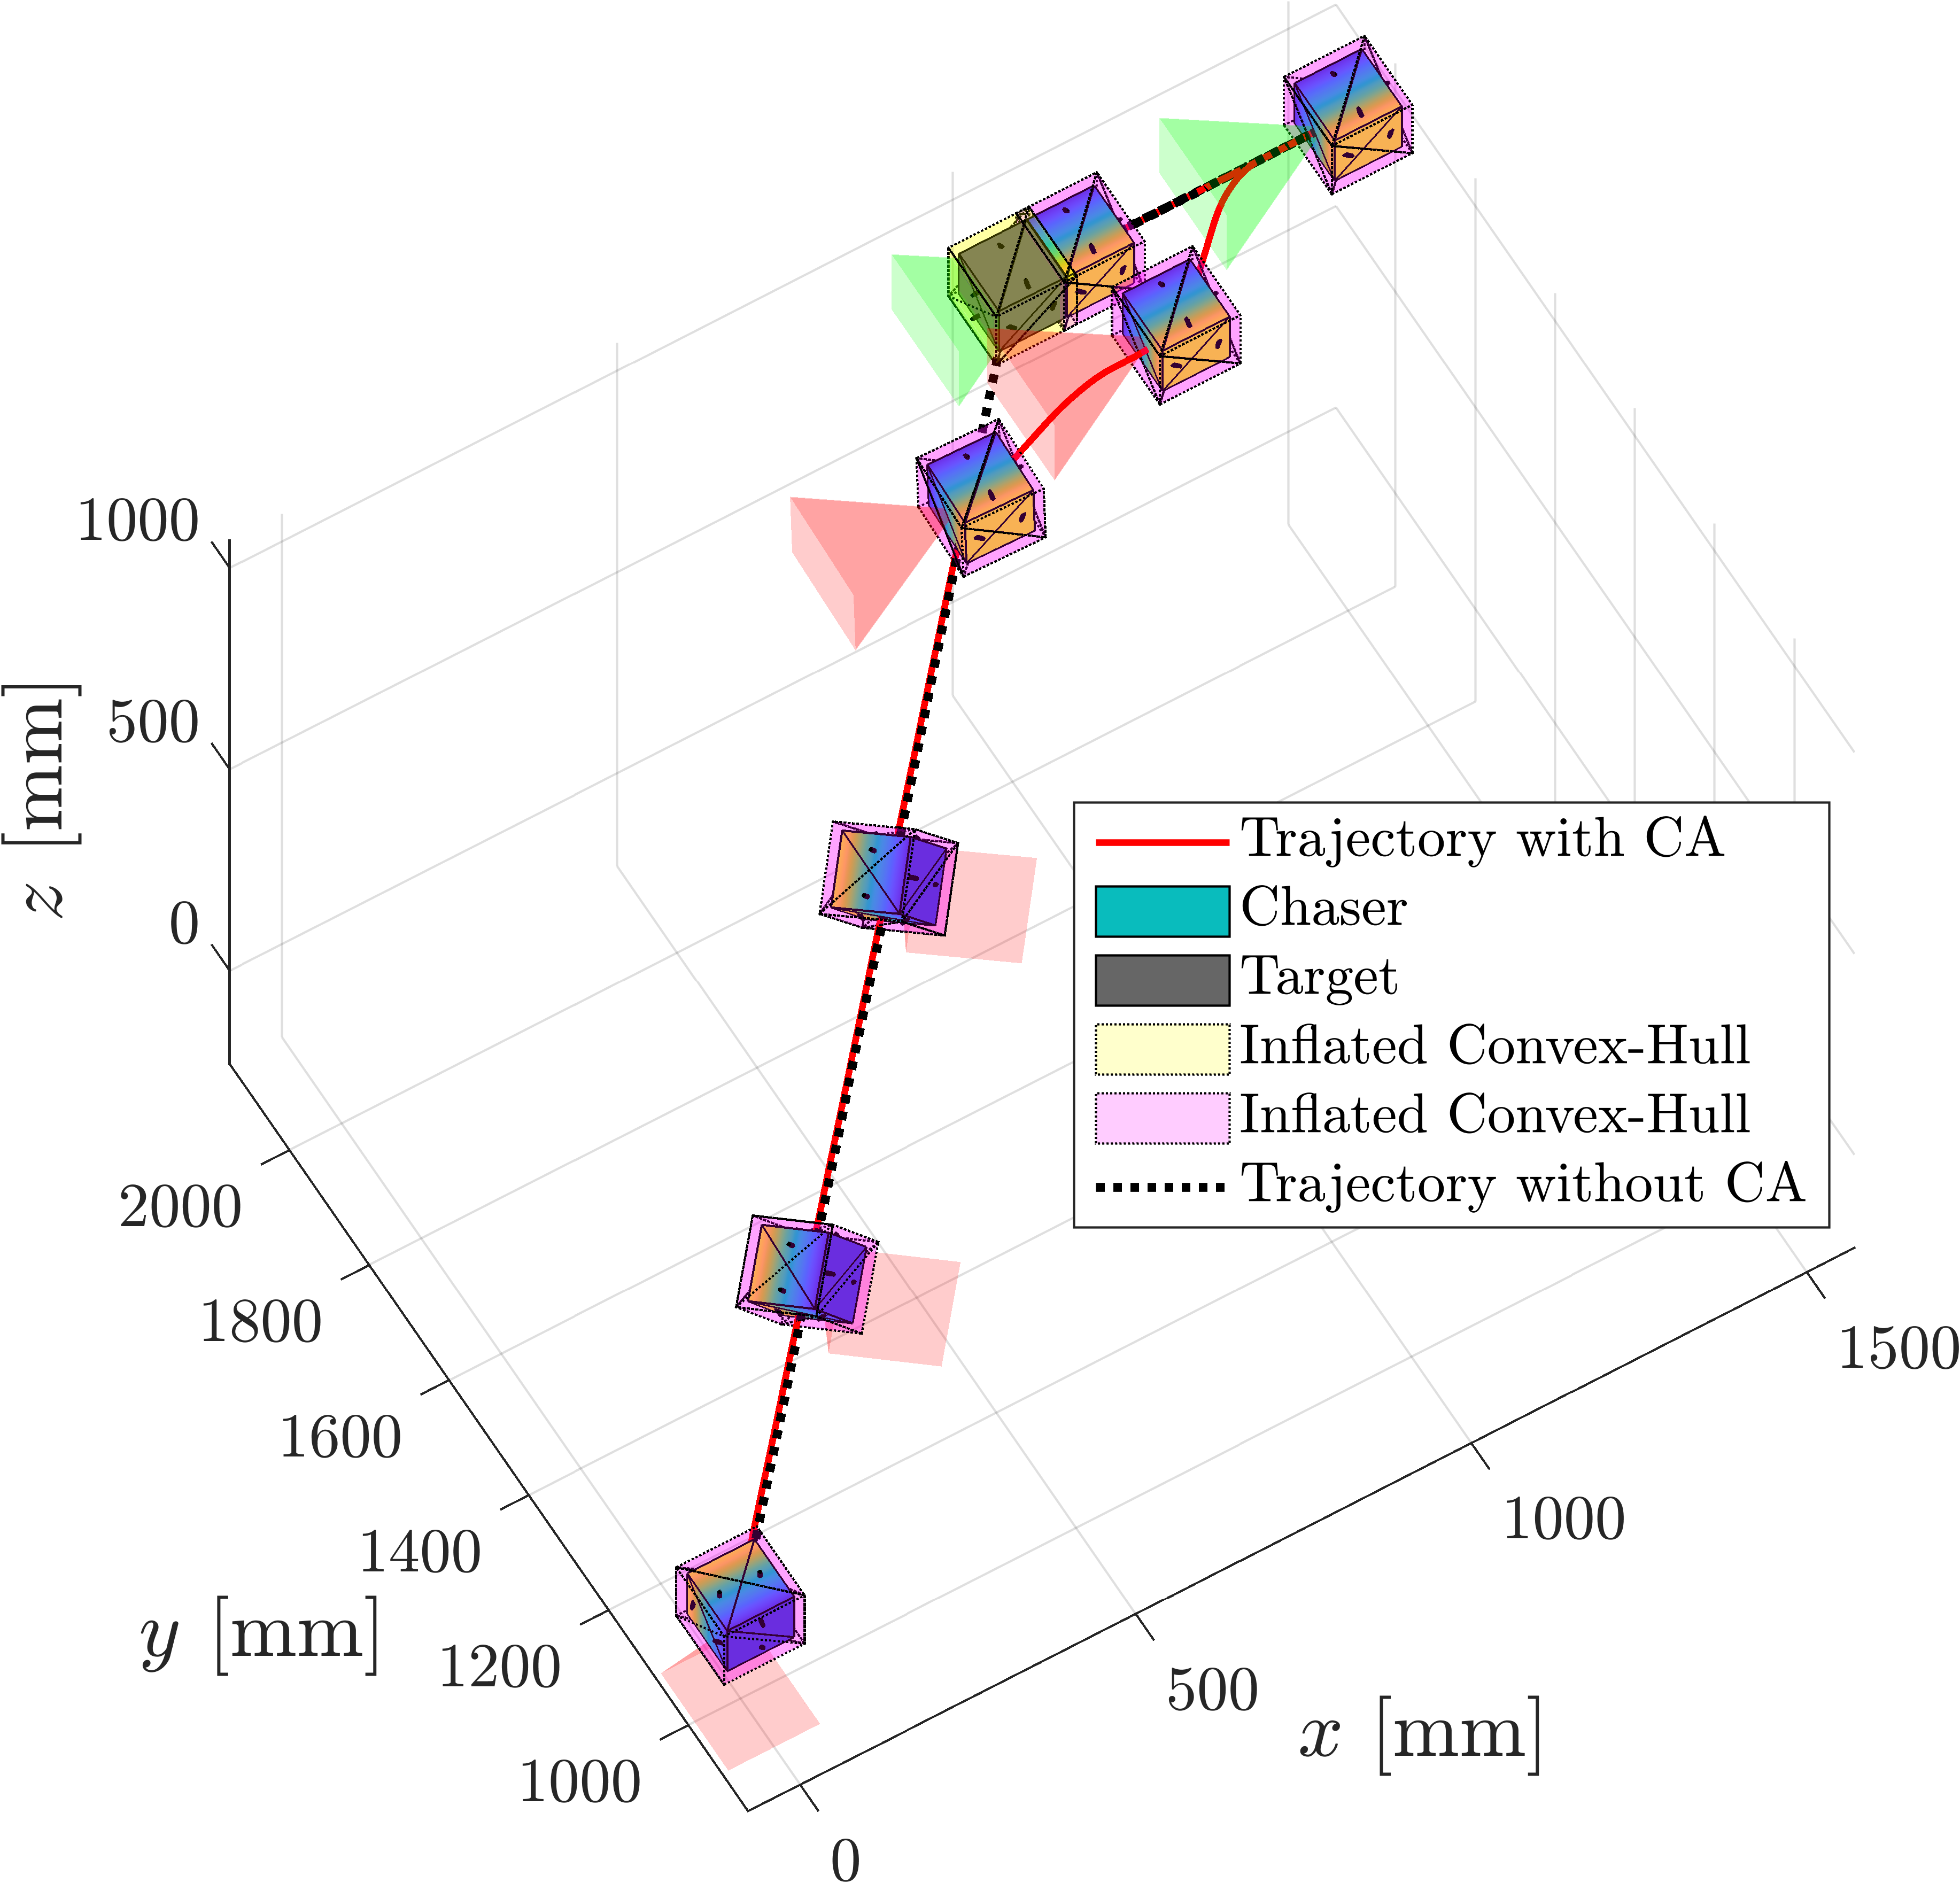 1000
500
0
z [mm]
2000
1800
1600
1400
1200
1000
y [mm]
0
500
1000
1500
x [mm]
Trajectory with CA
Chaser
Target
Inflated Convex-Hull
Inflated Convex-Hull
Trajectory without CA